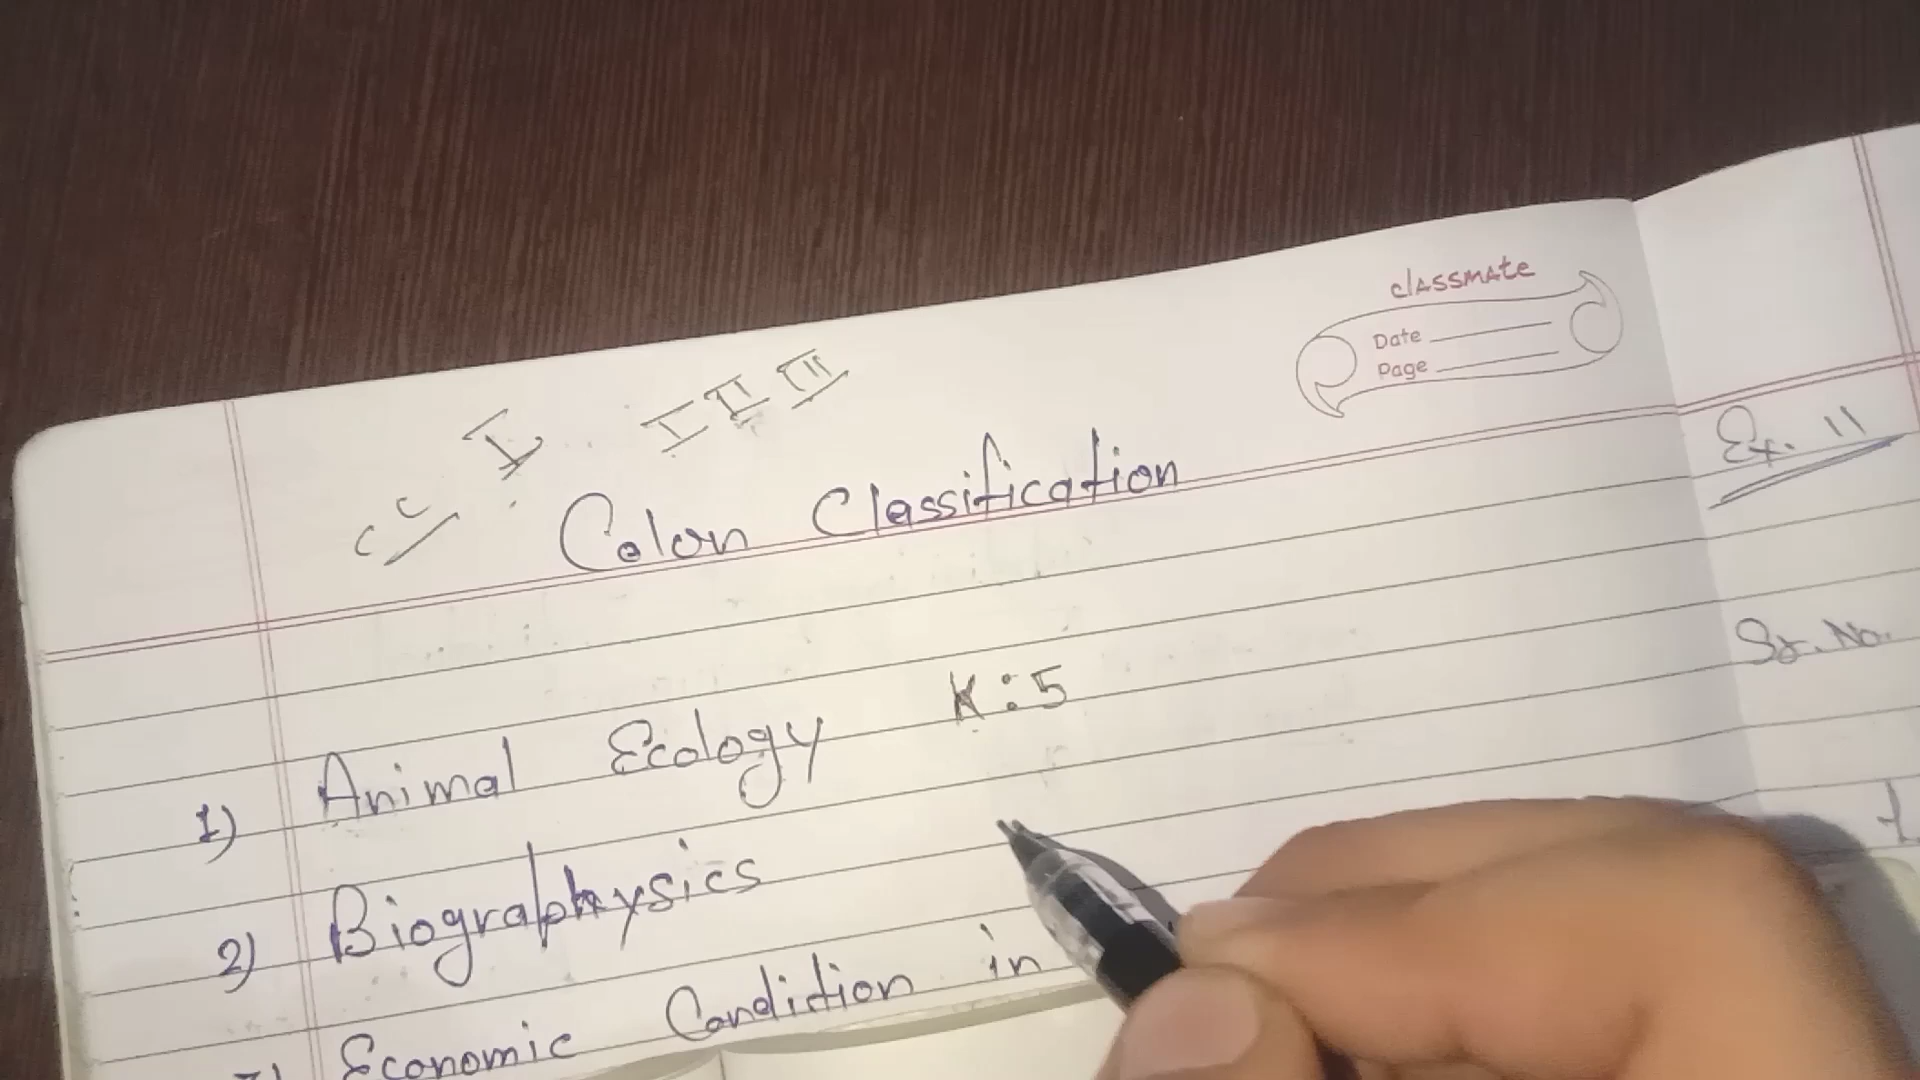 classmate
Date
Page
CC I I II III
Colon Classification
Ex. 11
Sr. No.
1) Animal Ecology K:5
2) Biographysics
Economic Condition in